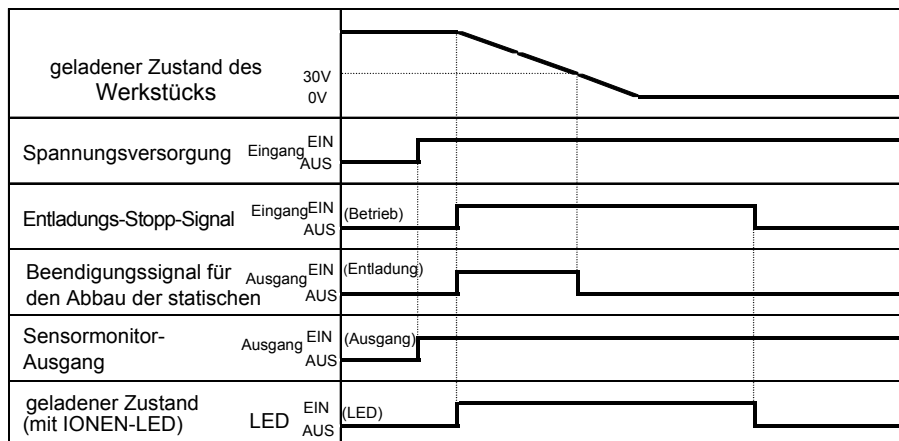 geladener Zustand des
Werkstücks
30V
0V
Spannungsversorgung Eingang EIN
AUS
Entladungs-Stopp-Signal Eingang EIN (Betrieb)
AUS
Beendigungssignal für
den Abbau der statischen
Ausgang EIN (Entladung)
AUS
Sensormonitor-
Ausgang
Ausgang EIN (Ausgang)
AUS
geladener Zustand
(mit IONEN-LED)
LED EIN (LED)
AUS